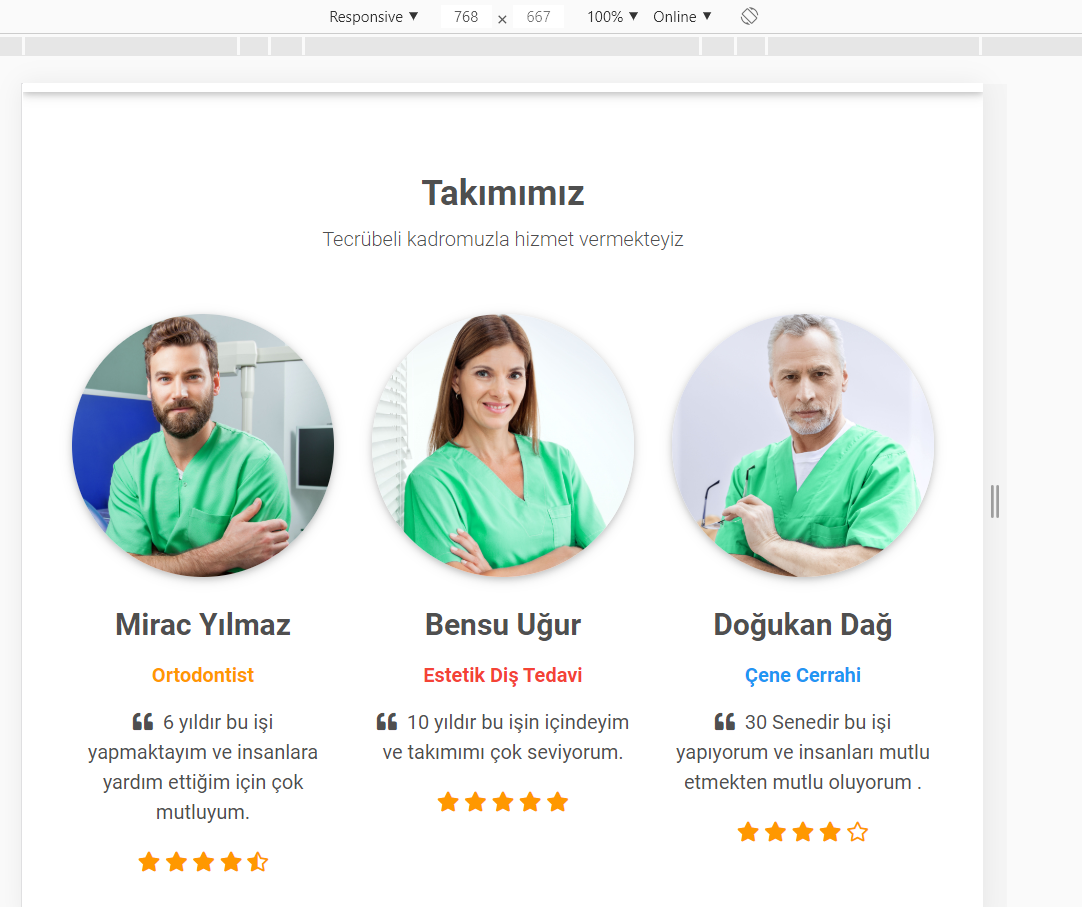 Responsive ▼ 768 × 667 100% ▼ Online ▼
Takımımız
Tecrübeli kadromuzla hizmet vermekteyiz
Mirac Yılmaz
Ortodontist
❝ 6 yıldır bu işi
yapmaktayım ve insanlara
yardım ettiğim için çok
mutluyum.
Bensu Uğur
Estetik Diş Tedavi
❝ 10 yıldır bu işin içindeyim
ve takımımı çok seviyorum.
Doğukan Dağ
Çene Cerrahi
❝ 30 Senedir bu işi
yapıyorum ve insanları mutlu
etmekten mutlu oluyorum .